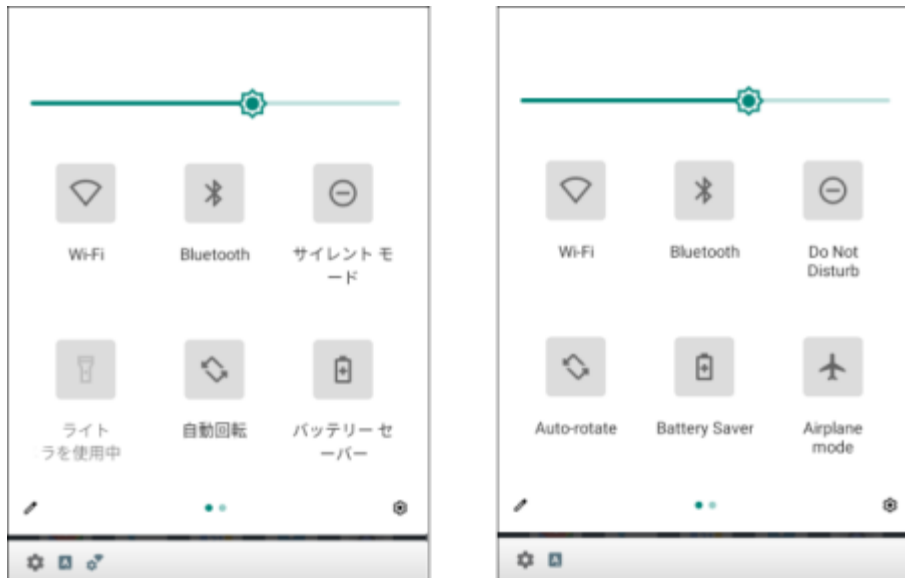 Wi-Fi
Bluetooth
サイレント モ
ード
ライト
ラを使用中
自動回転
バッテリー セ
ーバー
Wi-Fi
Bluetooth
Do Not
Disturb
Auto-rotate
Battery Saver
Airplane
mode